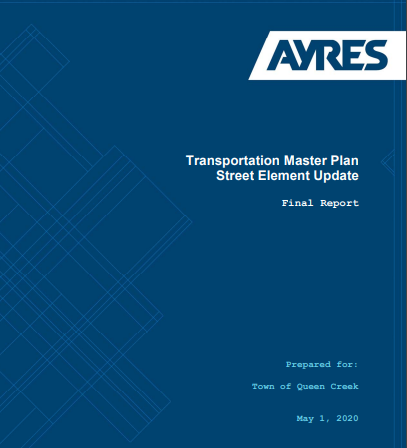 AYRES
Transportation Master Plan
Street Element Update
Final Report
Prepared for:
Town of Queen Creek
May 1, 2020